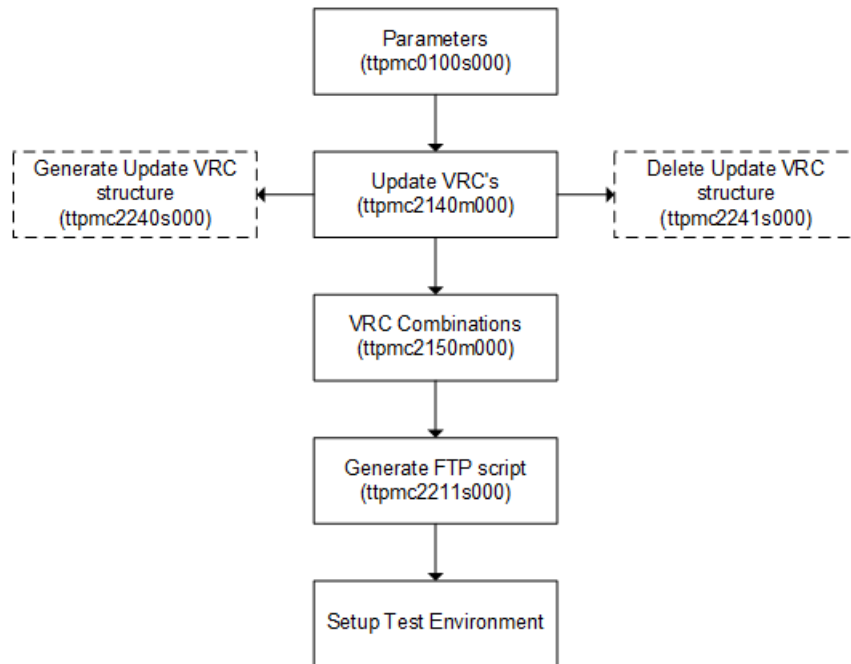 Parameters
(ttpmc0100s000)
Generate Update VRC
structure
(ttpmc2240s000)
Update VRC's
(ttpmc2140m000)
Delete Update VRC
structure
(ttpmc2241s000)
VRC Combinations
(ttpmc2150m000)
Generate FTP script
(ttpmc2211s000)
Setup Test Environment